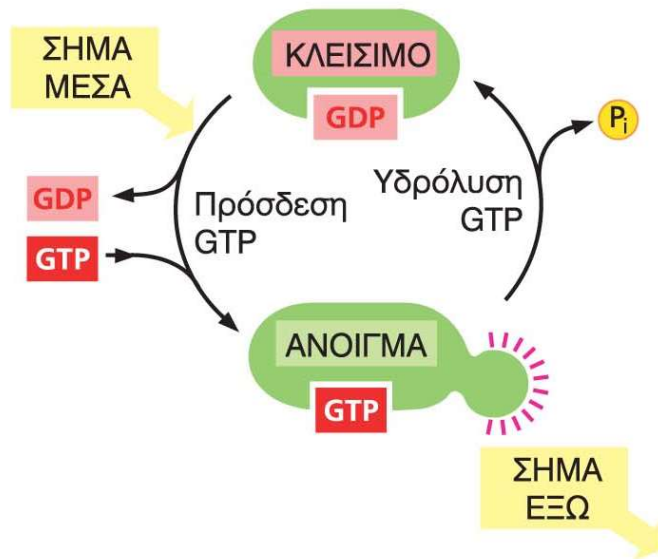 ΣΗΜΑ
ΜΕΣΑ
ΚΛΕΙΣΙΜΟ
GDP
Pi
GDP
GTP
Πρόσδεση
GTP
Υδρόλυση
GTP
ΑΝΟΙΓΜΑ
GTP
ΣΗΜΑ
ΕΞΩ